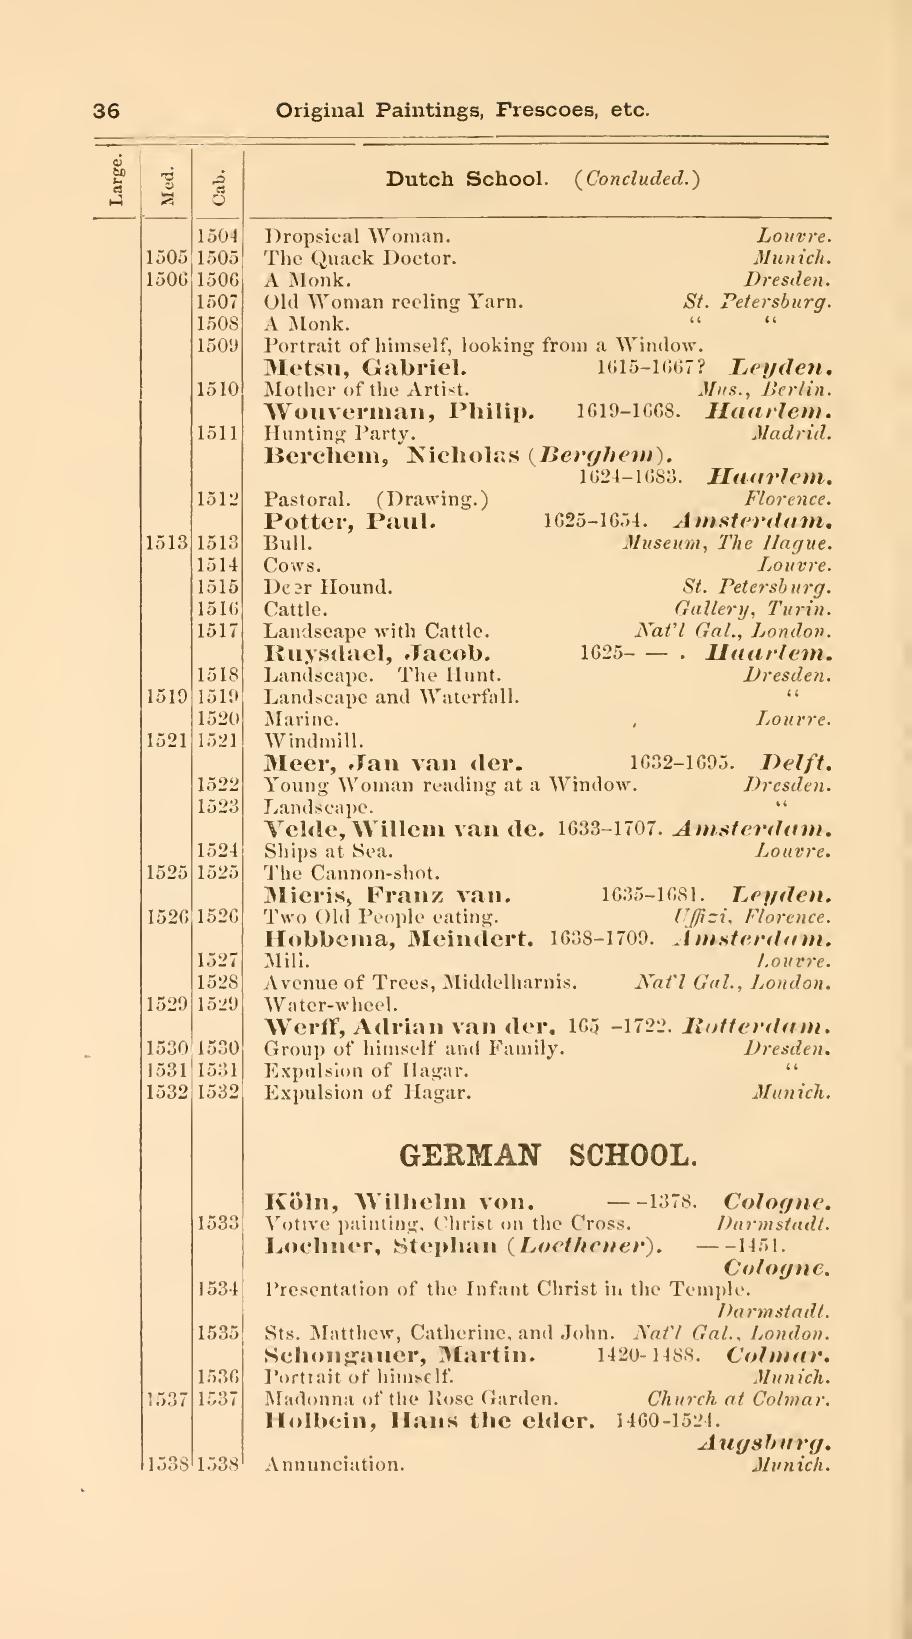 36 Original Paintings, Frescoes, etc.
Large. Med. Cab. Dutch School. (Concluded.)
1504 Dropsical Woman. Louvre.
1505 1505 The Quack Doctor. Munich.
1506 1506 A Monk. Dresden.
1507 Old Woman reeling Yarn. St. Petersburg.
1508 A Monk. “ “
1509 Portrait of himself, looking from a Window.
Metsu, Gabriel. 1615-1667? Leyden.
1510 Mother of the Artist. Mus., Berlin.
Wouverman, Philip. 1619-1668. Haarlem.
1511 Hunting Party. Madrid.
Berchem, Nicholas (Berghem).
1624-1683. Haarlem.
1512 Pastoral. (Drawing.) Florence.
Potter, Paul. 1625-1654. Amsterdam.
1513 1513 Bull. Museum, The Hague.
1514 Cows. Louvre.
1515 Deer Hound. St. Petersburg.
1516 Cattle. Gallery, Turin.
1517 Landscape with Cattle. Nat'l Gal., London.
Ruysdael, Jacob. 1625- — . Haarlem.
1518 Landscape. The Hunt. Dresden.
1519 1519 Landscape and Waterfall. “
1520 Marine. Louvre.
1521 1521 Windmill.
Meer, Jan van der. 1632-1695. Delft.
1522 Young Woman reading at a Window. Dresden.
1523 Landscape. “
Velde, Willem van de. 1633-1707. Amsterdam.
1524 Ships at Sea. Louvre.
1525 1525 The Cannon-shot.
Mieris, Franz van. 1635-1681. Leyden.
1526 1526 Two Old People eating. Uffizi, Florence.
Hobbema, Meindert. 1638-1709. Amsterdam.
1527 Mill. Louvre.
1528 Avenue of Trees, Middelharnis. Nat'l Gal., London.
1529 1529 Water-wheel.
Werff, Adrian van der. 165 -1722. Rotterdam.
1530 1530 Group of himself and Family. Dresden.
1531 1531 Expulsion of Hagar. “
1532 1532 Expulsion of Hagar. Munich.
GERMAN SCHOOL.
Köln, Wilhelm von. — -1378. Cologne.
1533 Votive painting, Christ on the Cross. Darmstadt.
Lochner, Stephan (Loethener). — -1451.
Cologne.
1534 Presentation of the Infant Christ in the Temple.
Darmstadt.
1535 Sts. Matthew, Catherine, and John. Nat'l Gal., London.
Schongauer, Martin. 1420-1488. Colmar.
1536 Portrait of himself. Munich.
1537 1537 Madonna of the Rose Garden. Church at Colmar.
Holbein, Hans the elder. 1460-1524.
Augsburg.
1538 1538 Annunciation. Munich.